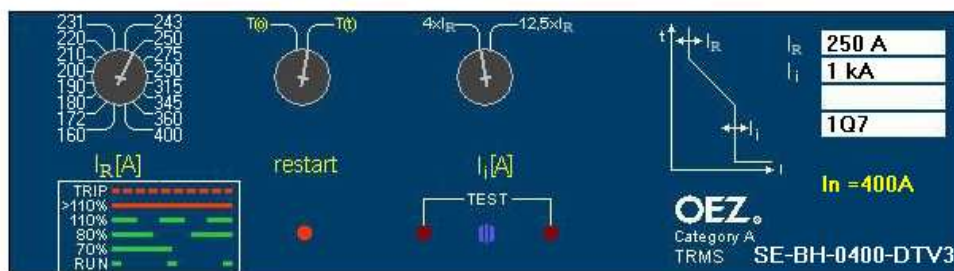 231 243
220 250
210 275
200 290
190 315
180 345
172 360
160 400
IR[A]
T(0) T(t)
restart
4xIR 12,5xIR
Ii[A]
TRIP
>110%
110%
80%
70%
RUN
TEST
t
IR
Ii
I
IR 250 A
Ii 1 kA
1Q7
In =400A
OEZ
Category A
TRMS SE-BH-0400-DTV3